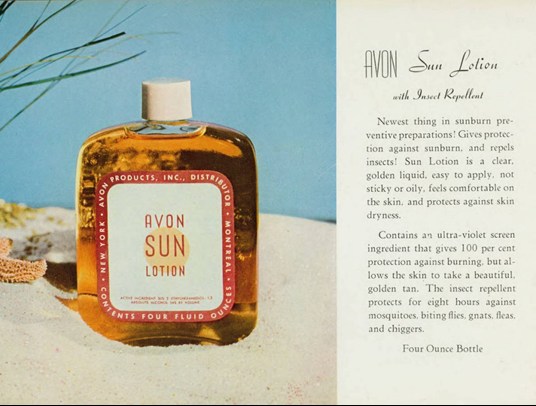 AVON PRODUCTS, INC., DISTRIBUTOR • MONTREAL • CONTENTS FOUR FLUID OUNCES • NEW YORK •
AVON
SUN
LOTION
AVON Sun Lotion
with Insect Repellent
Newest thing in sunburn pre-
ventive preparations! Gives protec-
tion against sunburn, and repels
insects! Sun Lotion is a clear,
golden liquid, easy to apply, not
sticky or oily, feels comfortable on
the skin, and protects against skin
dryness.
Contains an ultra-violet screen
ingredient that gives 100 per cent
protection against burning, but al-
lows the skin to take a beautiful,
golden tan. The insect repellent
protects for eight hours against
mosquitoes, biting flies, gnats, fleas,
and chiggers.
Four Ounce Bottle